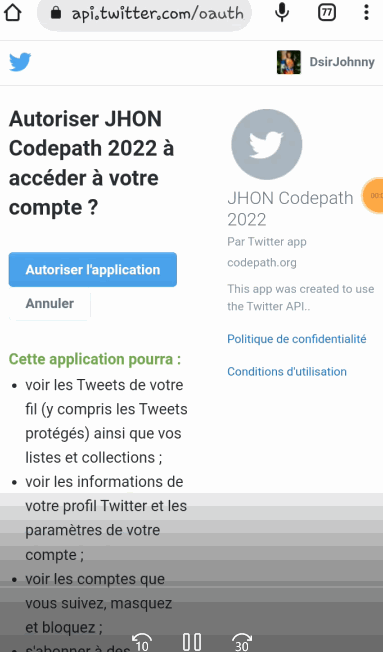 api.twitter.com/oauth
77
DsirJohnny
Autoriser JHON
Codepath 2022 à
accéder à votre
compte ?
Autoriser l'application
Annuler
Cette application pourra :
• voir les Tweets de votre
fil (y compris les Tweets
protégés) ainsi que vos
listes et collections ;
• voir les informations de
votre profil Twitter et les
paramètres de votre
compte ;
• voir les comptes que
vous suivez, masquez
et bloquez ;
s'abonner à des
JHON Codepath
2022
Par Twitter app
codepath.org
This app was created to use
the Twitter API..
Politique de confidentialité
Conditions d'utilisation
10
30